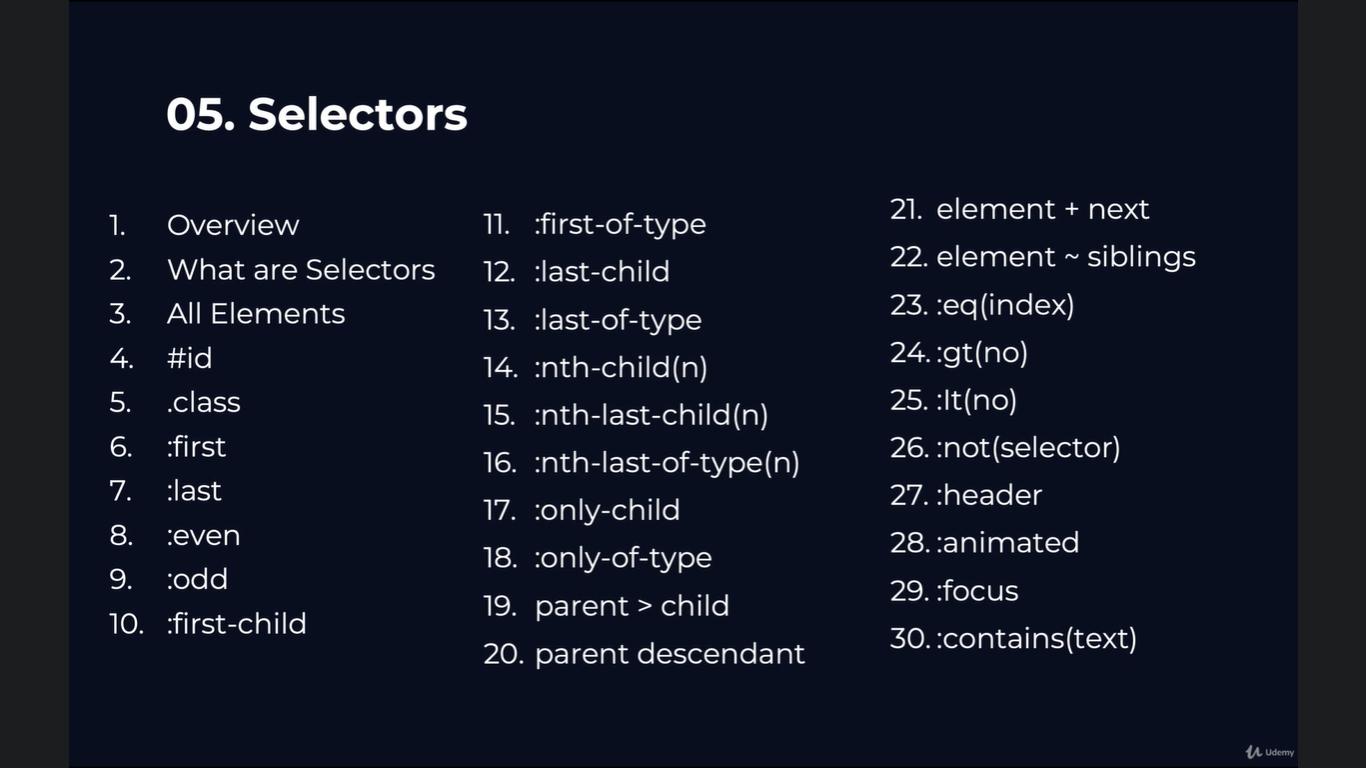 05. Selectors
1. Overview
2. What are Selectors
3. All Elements
4. #id
5. .class
6. :first
7. :last
8. :even
9. :odd
10. :first-child
11. :first-of-type
12. :last-child
13. :last-of-type
14. :nth-child(n)
15. :nth-last-child(n)
16. :nth-last-of-type(n)
17. :only-child
18. :only-of-type
19. parent > child
20. parent descendant
21. element + next
22. element ~ siblings
23. :eq(index)
24. :gt(no)
25. :lt(no)
26. :not(selector)
27. :header
28. :animated
29. :focus
30. :contains(text)
Udemy